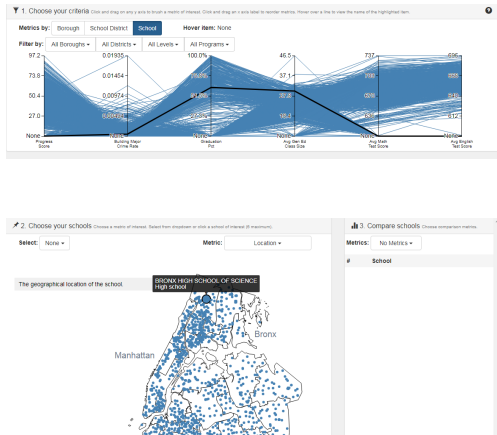 1. Choose your criteria Click and drag on any y axis to brush a metric of interest. Click and drag an x axis label to reorder metrics. Hover over a line to view the name of the highlighted item.
Metrics by: Borough School District School Hover item: None
Filter by: All Boroughs All Districts All Levels All Programs
97.2 0.01935 100.0% 46.5 737 696
73.8 0.01454 37.1
50.4 0.00974
27.0 612
None None None None None None
Progress Score Building Major Crime Rate Graduation Pct Avg Gen Ed Class Size Avg Math Test Score Avg English Test Score
2. Choose your schools Choose a metric of interest. Select from dropdown or click a school of interest (5 maximum).
3. Compare schools Choose comparison metrics.
Select: None Metric: Location
Metrics: No Metrics
# School
The geographical location of the school.
BRONX HIGH SCHOOL OF SCIENCE
High school
Bronx
Manhattan